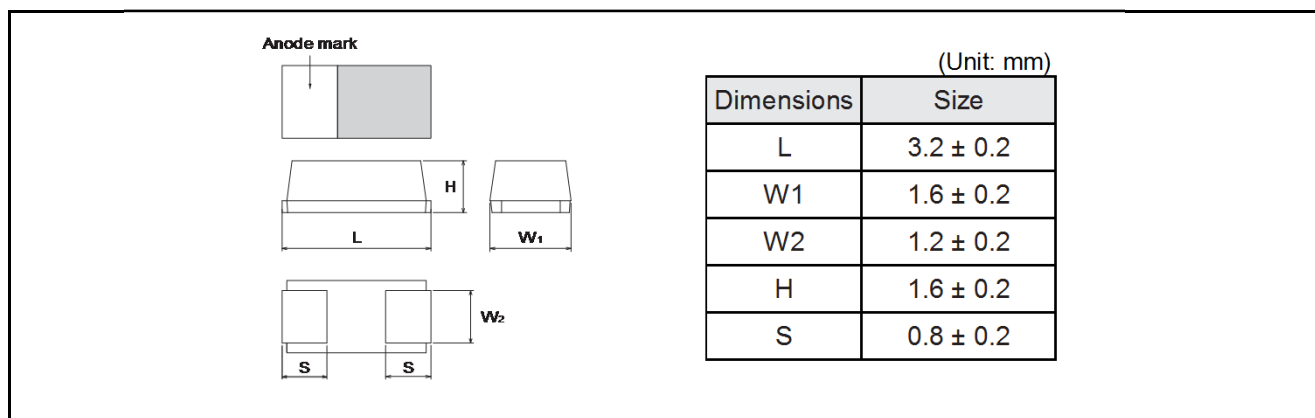 Anode mark
H
L
W1
W2
S S
(Unit: mm)
Dimensions Size
L 3.2 ± 0.2
W1 1.6 ± 0.2
W2 1.2 ± 0.2
H 1.6 ± 0.2
S 0.8 ± 0.2